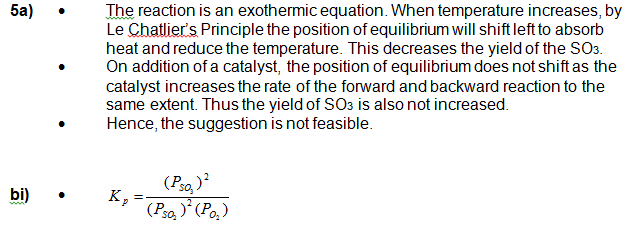 5a) • The reaction is an exothermic equation. When temperature increases, by
Le Chatlier's Principle the position of equilibrium will shift left to absorb
heat and reduce the temperature. This decreases the yield of the SO₃.
• On addition of a catalyst, the position of equilibrium does not shift as the
catalyst increases the rate of the forward and backward reaction to the
same extent. Thus the yield of SO₃ is also not increased.
• Hence, the suggestion is not feasible.
bi) • Kₚ = (P_SO₃)² / (P_SO₂)² (P_O₂)